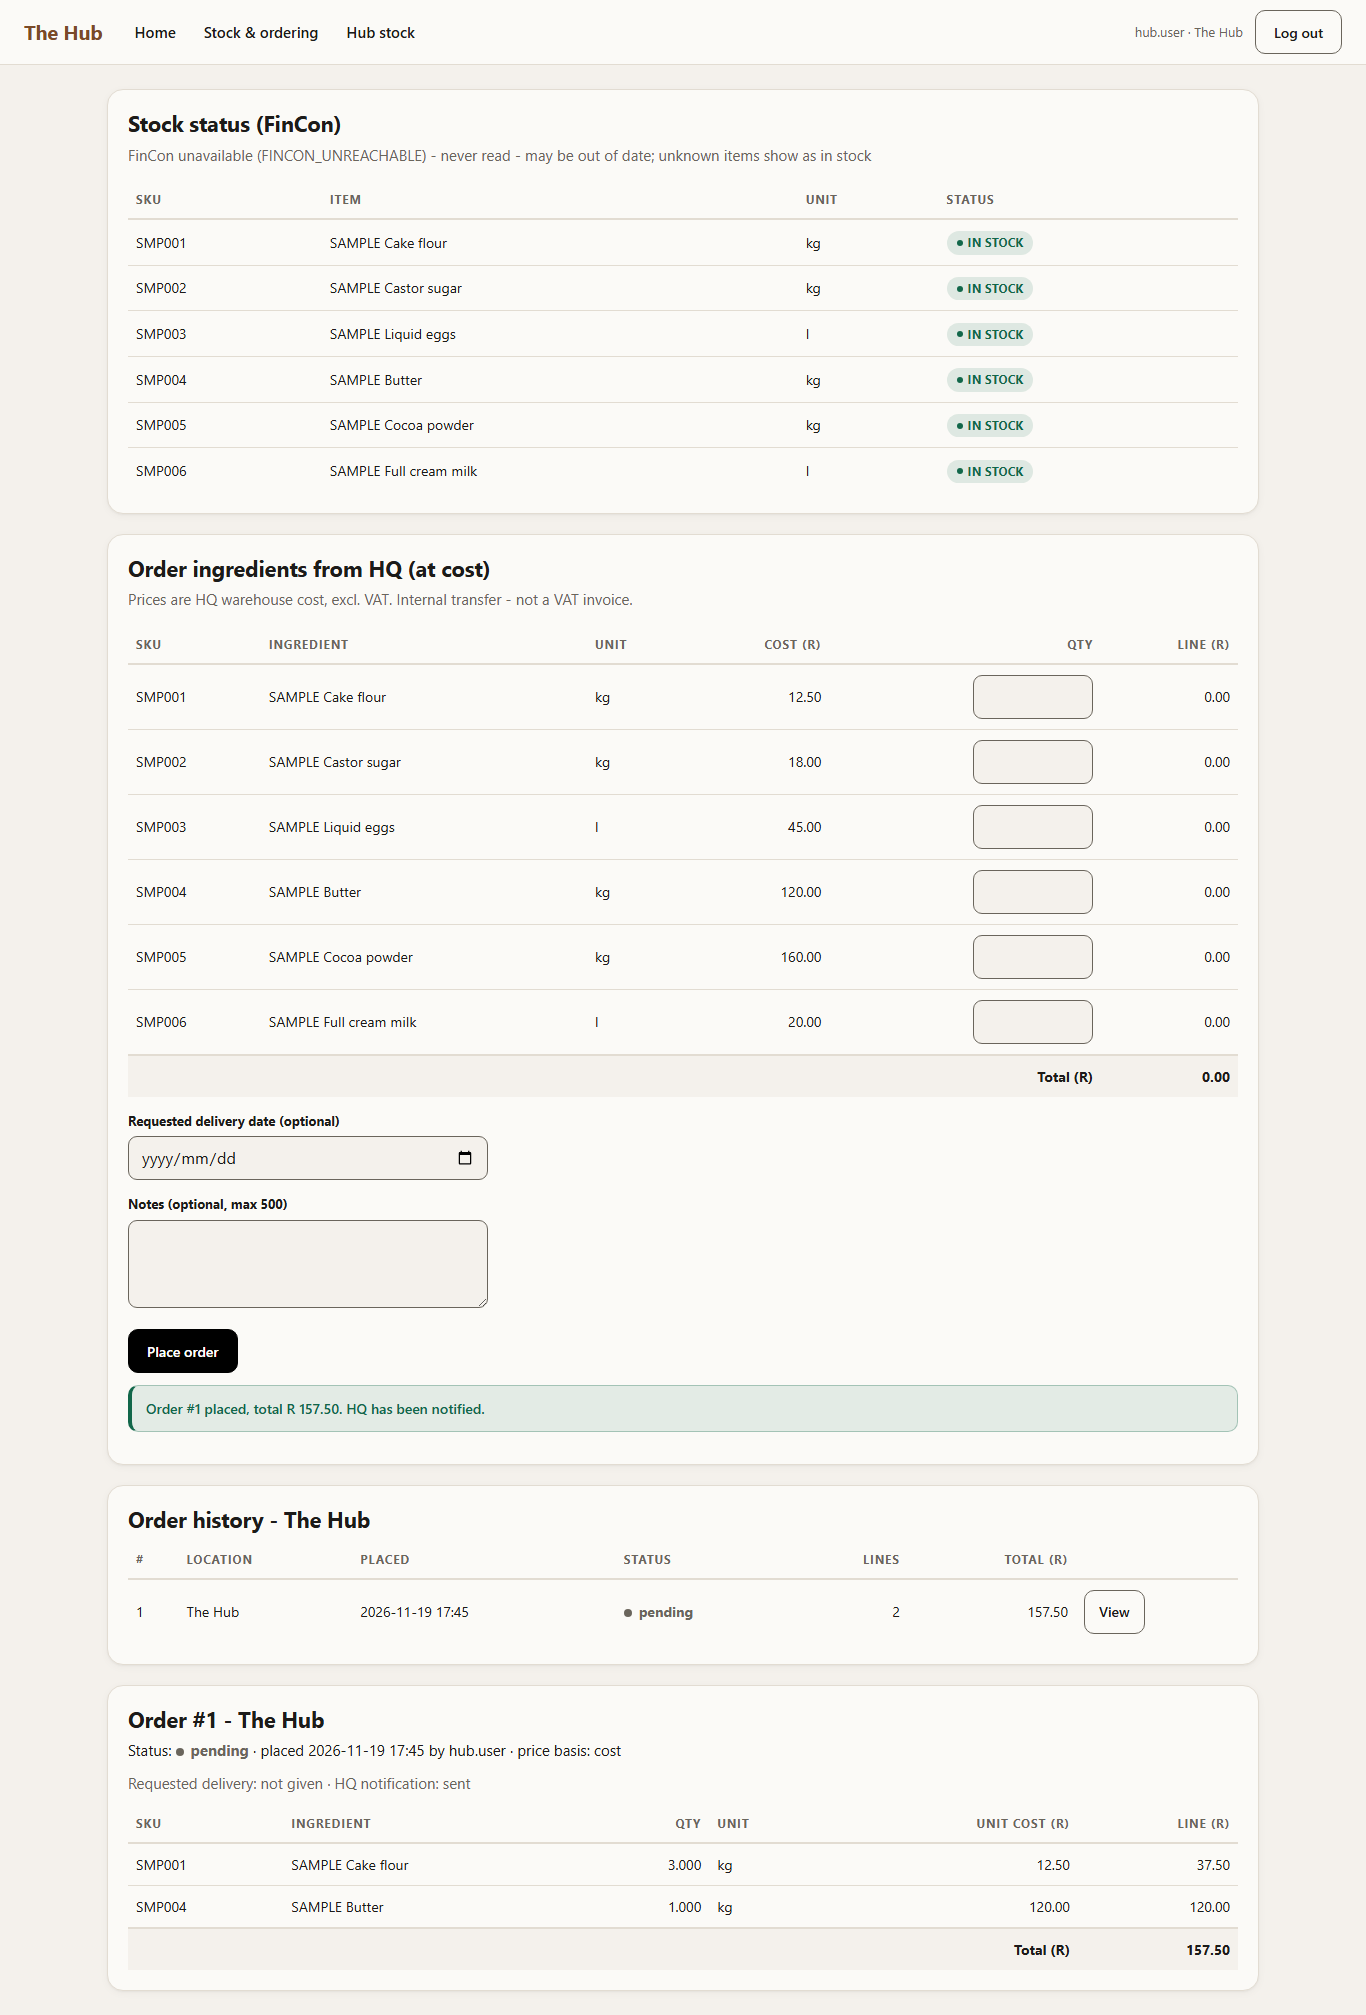 The Hub Home Stock & ordering Hub stock hub.user · The Hub Log out
Stock status (FinCon)
FinCon unavailable (FINCON_UNREACHABLE) - never read - may be out of date; unknown items show as in stock
SKU ITEM UNIT STATUS
SMP001 SAMPLE Cake flour kg IN STOCK
SMP002 SAMPLE Castor sugar kg IN STOCK
SMP003 SAMPLE Liquid eggs l IN STOCK
SMP004 SAMPLE Butter kg IN STOCK
SMP005 SAMPLE Cocoa powder kg IN STOCK
SMP006 SAMPLE Full cream milk l IN STOCK
Order ingredients from HQ (at cost)
Prices are HQ warehouse cost, excl. VAT. Internal transfer - not a VAT invoice.
SKU INGREDIENT UNIT COST (R) QTY LINE (R)
SMP001 SAMPLE Cake flour kg 12.50 0.00
SMP002 SAMPLE Castor sugar kg 18.00 0.00
SMP003 SAMPLE Liquid eggs l 45.00 0.00
SMP004 SAMPLE Butter kg 120.00 0.00
SMP005 SAMPLE Cocoa powder kg 160.00 0.00
SMP006 SAMPLE Full cream milk l 20.00 0.00
Total (R) 0.00
Requested delivery date (optional)
yyyy/mm/dd
Notes (optional, max 500)
Place order
Order #1 placed, total R 157.50. HQ has been notified.
Order history - The Hub
# LOCATION PLACED STATUS LINES TOTAL (R)
1 The Hub 2026-11-19 17:45 pending 2 157.50 View
Order #1 - The Hub
Status: pending · placed 2026-11-19 17:45 by hub.user · price basis: cost
Requested delivery: not given · HQ notification: sent
SKU INGREDIENT QTY UNIT UNIT COST (R) LINE (R)
SMP001 SAMPLE Cake flour 3.000 kg 12.50 37.50
SMP004 SAMPLE Butter 1.000 kg 120.00 120.00
Total (R) 157.50